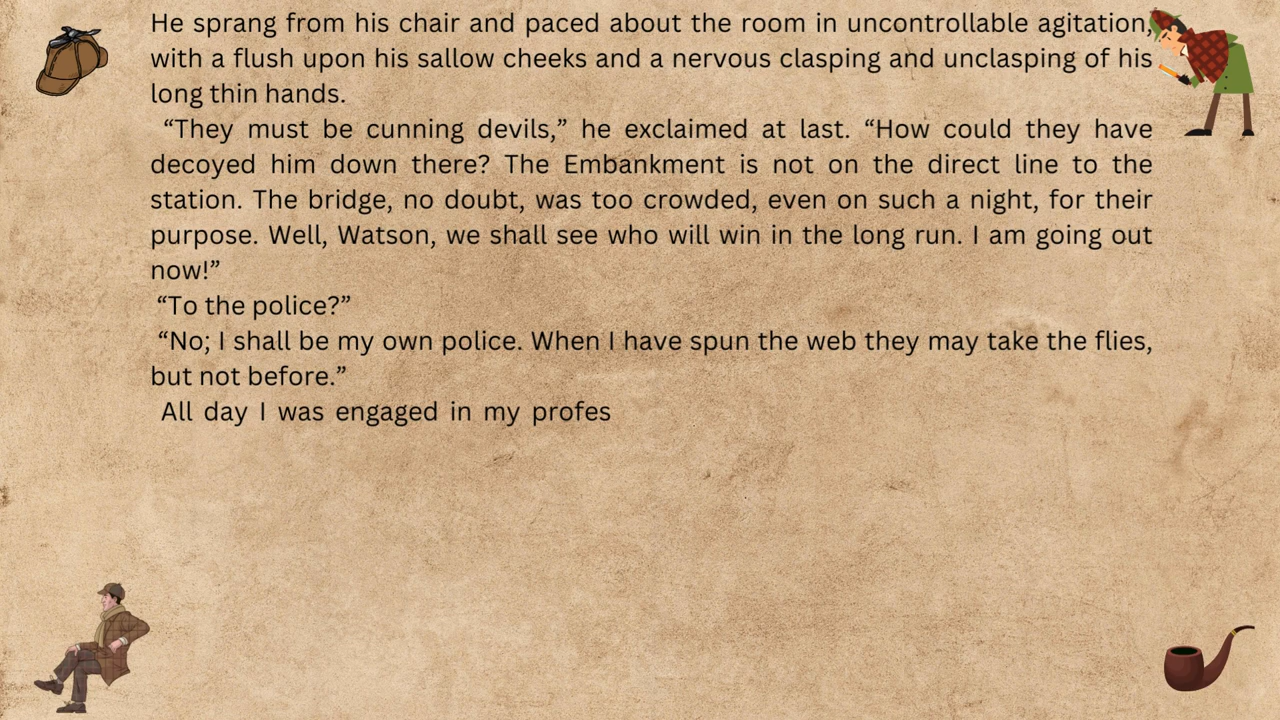 He sprang from his chair and paced about the room in uncontrollable agitation,
with a flush upon his sallow cheeks and a nervous clasping and unclasping of his
long thin hands.
“They must be cunning devils,” he exclaimed at last. “How could they have
decoyed him down there? The Embankment is not on the direct line to the
station. The bridge, no doubt, was too crowded, even on such a night, for their
purpose. Well, Watson, we shall see who will win in the long run. I am going out
now!”
“To the police?”
“No; I shall be my own police. When I have spun the web they may take the flies,
but not before.”
All day I was engaged in my profes